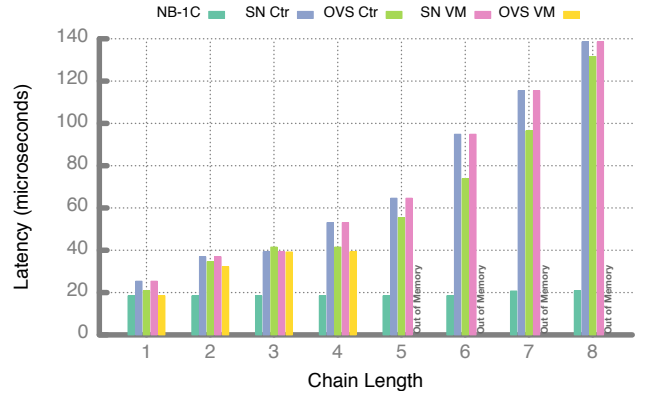 NB-1C SN Ctr OVS Ctr SN VM OVS VM
140
120
100
80
60
40
20
0
Latency (microseconds)
Out of Memory
Out of Memory
Out of Memory
Out of Memory
1 2 3 4 5 6 7 8
Chain Length